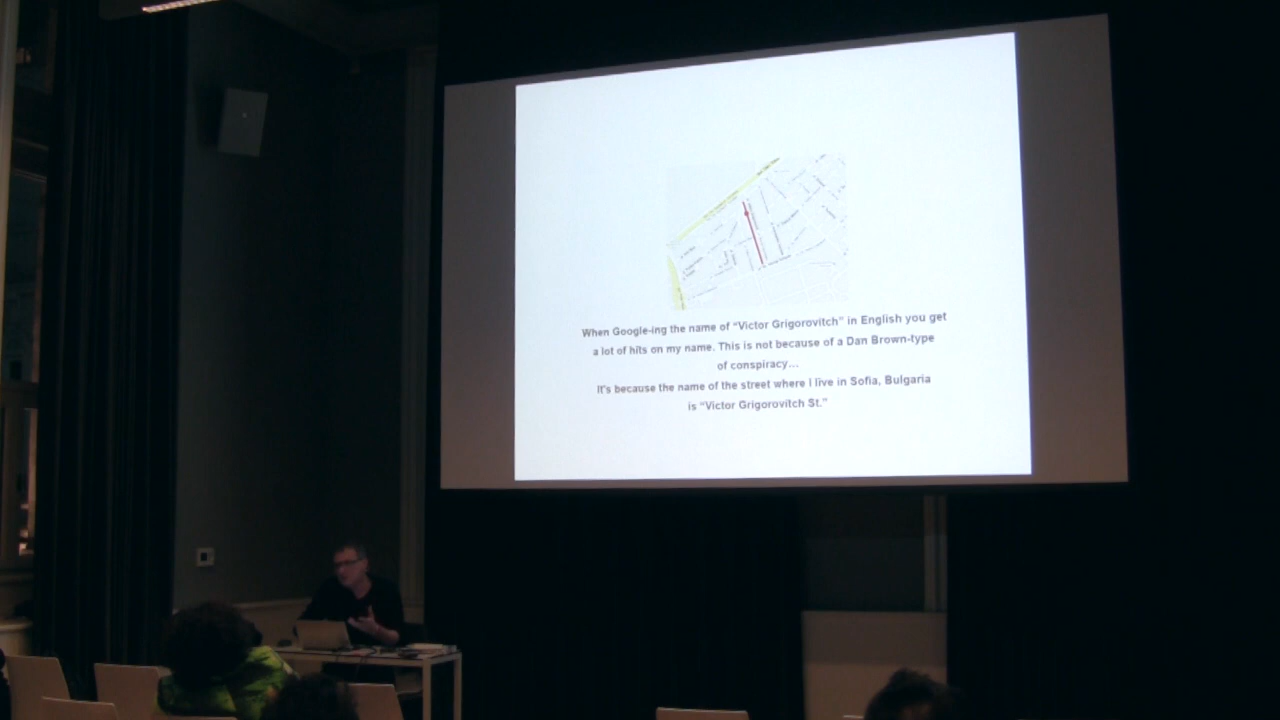 When Google-ing the name of “Victor Grigorovitch” in English you get
a lot of hits on my name. This is not because of a Dan Brown-type
of conspiracy…
It's because the name of the street where I live in Sofia, Bulgaria
is “Victor Grigorovitch St.”